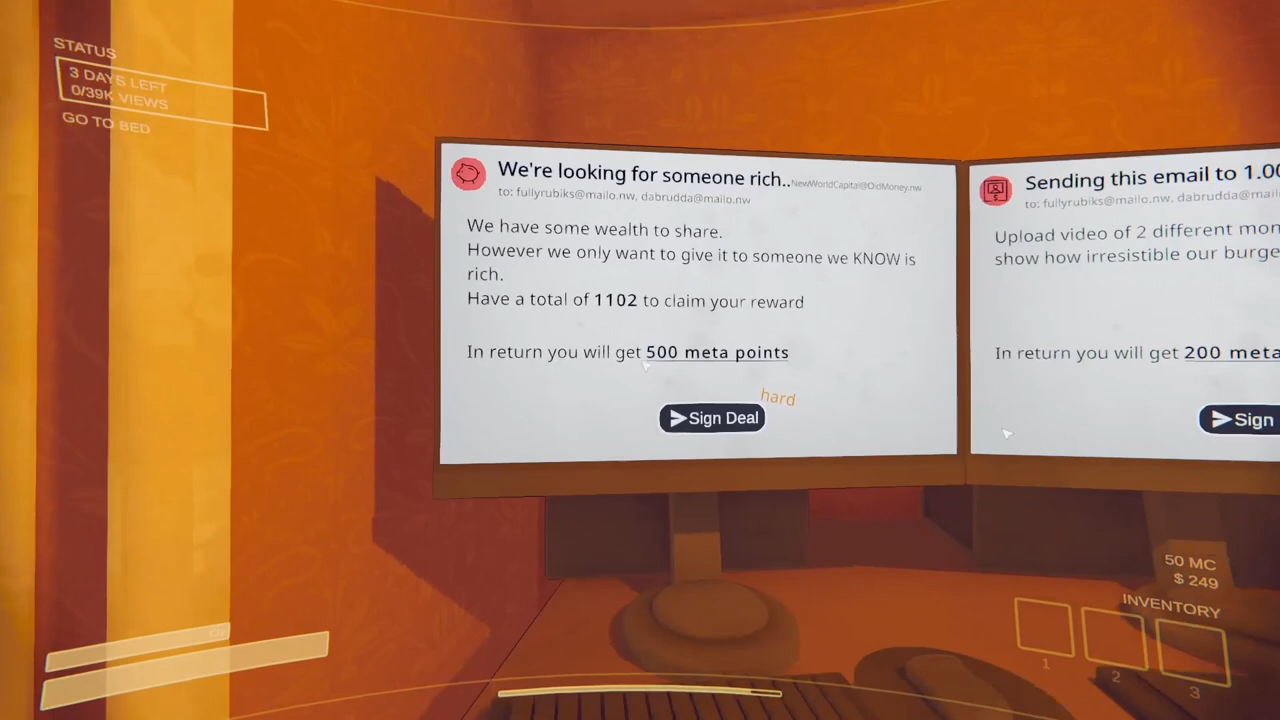 STATUS
3 DAYS LEFT
0/39K VIEWS
GO TO BED
We're looking for someone rich..
NewWorldCapital@OldMoney.nw
to: fullyrubiks@mailo.nw, dabrudda@mailo.nw
We have some wealth to share.
However we only want to give it to someone we KNOW is
rich.
Have a total of 1102 to claim your reward
In return you will get 500 meta points
hard
Sign Deal
Sending this email to 1.00
to: fullyrubiks@mailo.nw, dabrudda@mail
Upload video of 2 different mon
show how irresistible our burge
In return you will get 200 meta
Sign
50 MC
$ 249
INVENTORY
1
2
3